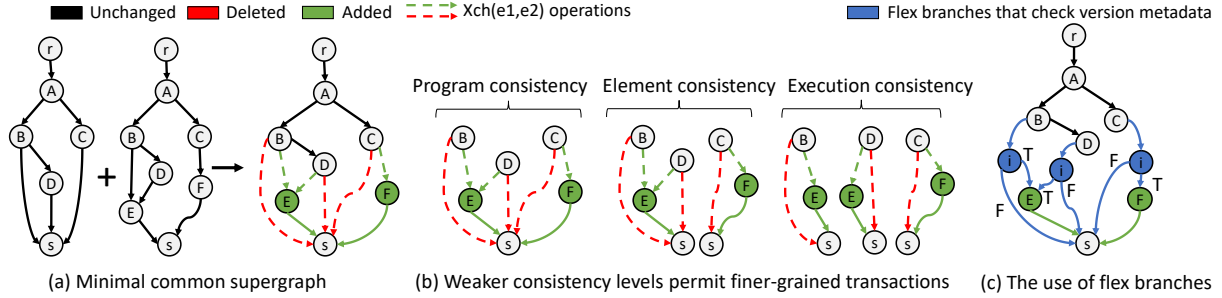 Unchanged Deleted Added Xch(e1,e2) operations Flex branches that check version metadata
r r r r
A A A A
Program consistency Element consistency Execution consistency
B C B C B C B C B C B D C B C
D D D D D D
+
i i i
T F T
E F E F E F E F E E F E F
F T F
s s s s s s s s s s
(a) Minimal common supergraph (b) Weaker consistency levels permit finer-grained transactions (c) The use of flex branches